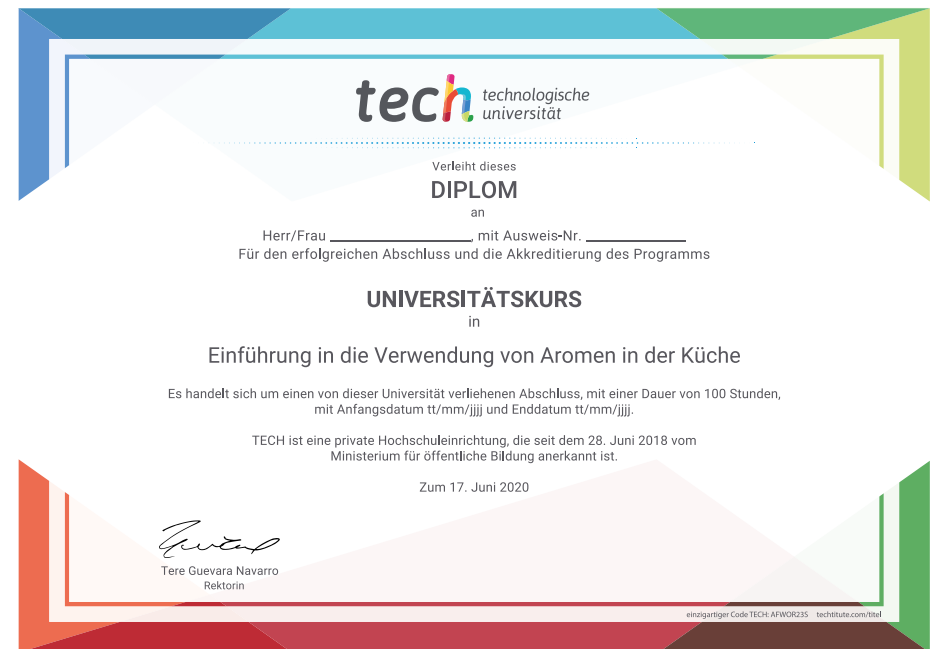 tech technologische
universität
Verleiht dieses
DIPLOM
an
Herr/Frau ____________________, mit Ausweis-Nr. ______________
Für den erfolgreichen Abschluss und die Akkreditierung des Programms
UNIVERSITÄTSKURS
in
Einführung in die Verwendung von Aromen in der Küche
Es handelt sich um einen von dieser Universität verliehenen Abschluss, mit einer Dauer von 100 Stunden,
mit Anfangsdatum tt/mm/jjjj und Enddatum tt/mm/jjjj.
TECH ist eine private Hochschuleinrichtung, die seit dem 28. Juni 2018 vom
Ministerium für öffentliche Bildung anerkannt ist.
Zum 17. Juni 2020
Tere Guevara Navarro
Rektorin
einzigartiger Code TECH: AFWOR23S techtitute.com/titel